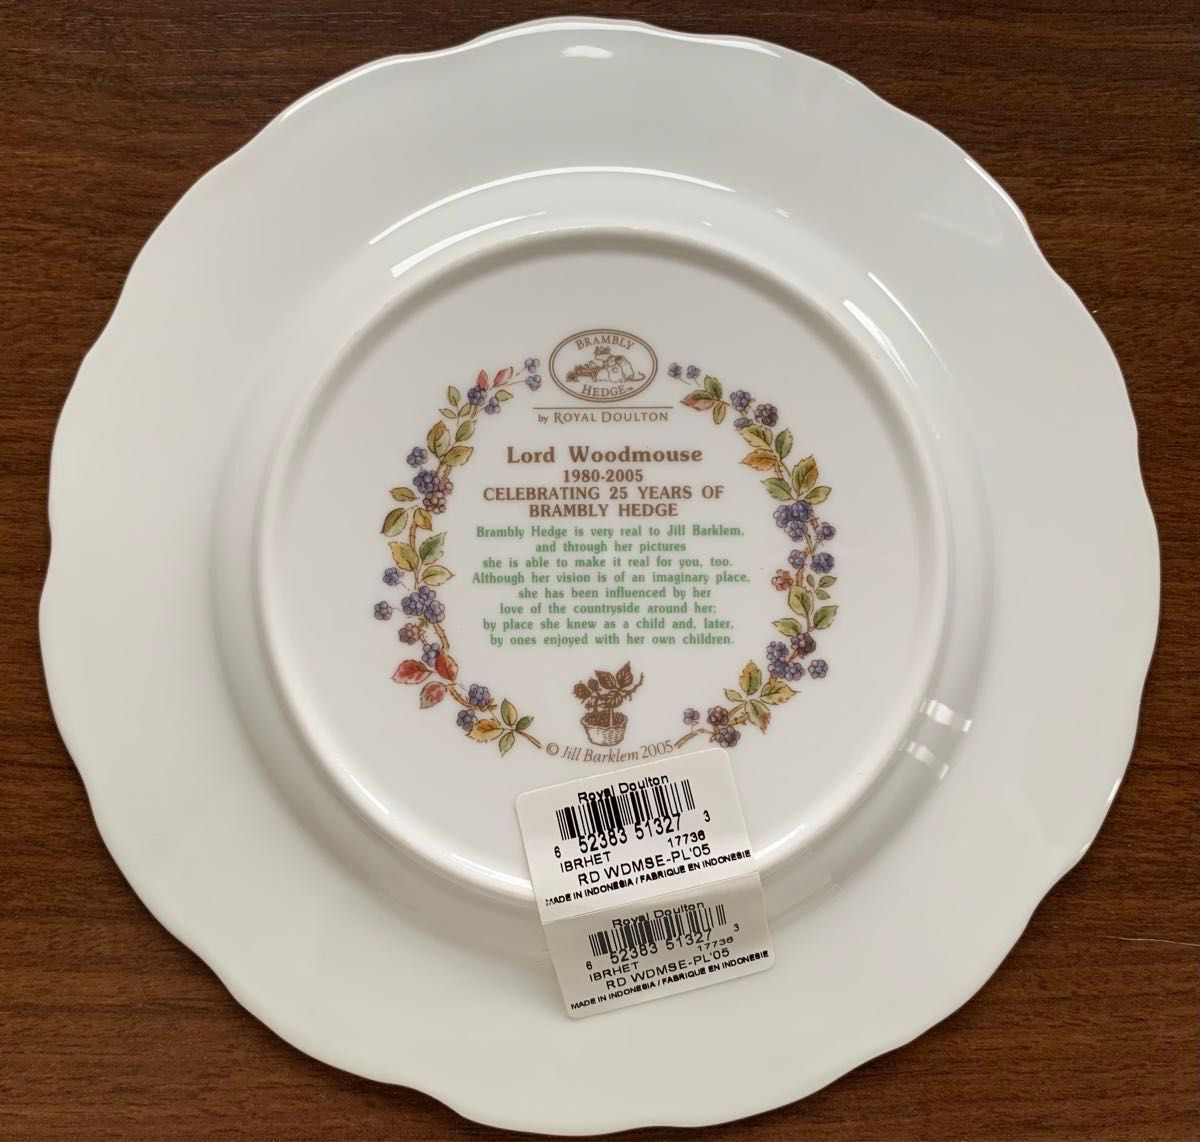 BRAMBLY
HEDGE™
by ROYAL DOULTON
Lord Woodmouse
1980-2005
CELEBRATING 25 YEARS OF
BRAMBLY HEDGE
Brambly Hedge is very real to Jill Barklem,
and through her pictures
she is able to make it real for you, too.
Although her vision is of an imaginary place,
she has been influenced by her
love of the countryside around her;
by place she knew as a child and, later,
by ones enjoyed with her own children.
© Jill Barklem 2005
Royal Doulton
6 52383 51327 3
IBRHET 17736
RD WDMSE-PL'05
MADE IN INDONESIA / FABRIQUE EN INDONESIE
Royal Doulton
6 52383 51327 3
IBRHET 17736
RD WDMSE-PL'05
MADE IN INDONESIA / FABRIQUE EN INDONESIE